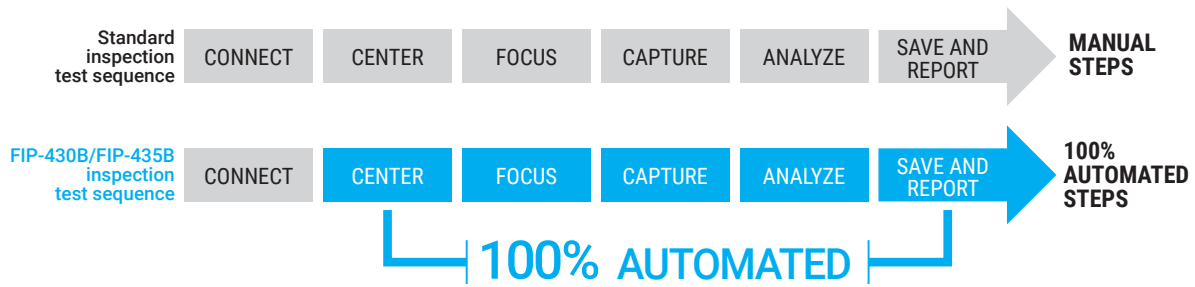 Standard
inspection
test sequence
CONNECT
CENTER
FOCUS
CAPTURE
ANALYZE
SAVE AND
REPORT
MANUAL
STEPS
FIP-430B/FIP-435B
inspection
test sequence
CONNECT
CENTER
FOCUS
CAPTURE
ANALYZE
SAVE AND
REPORT
100%
AUTOMATED
STEPS
100% AUTOMATED